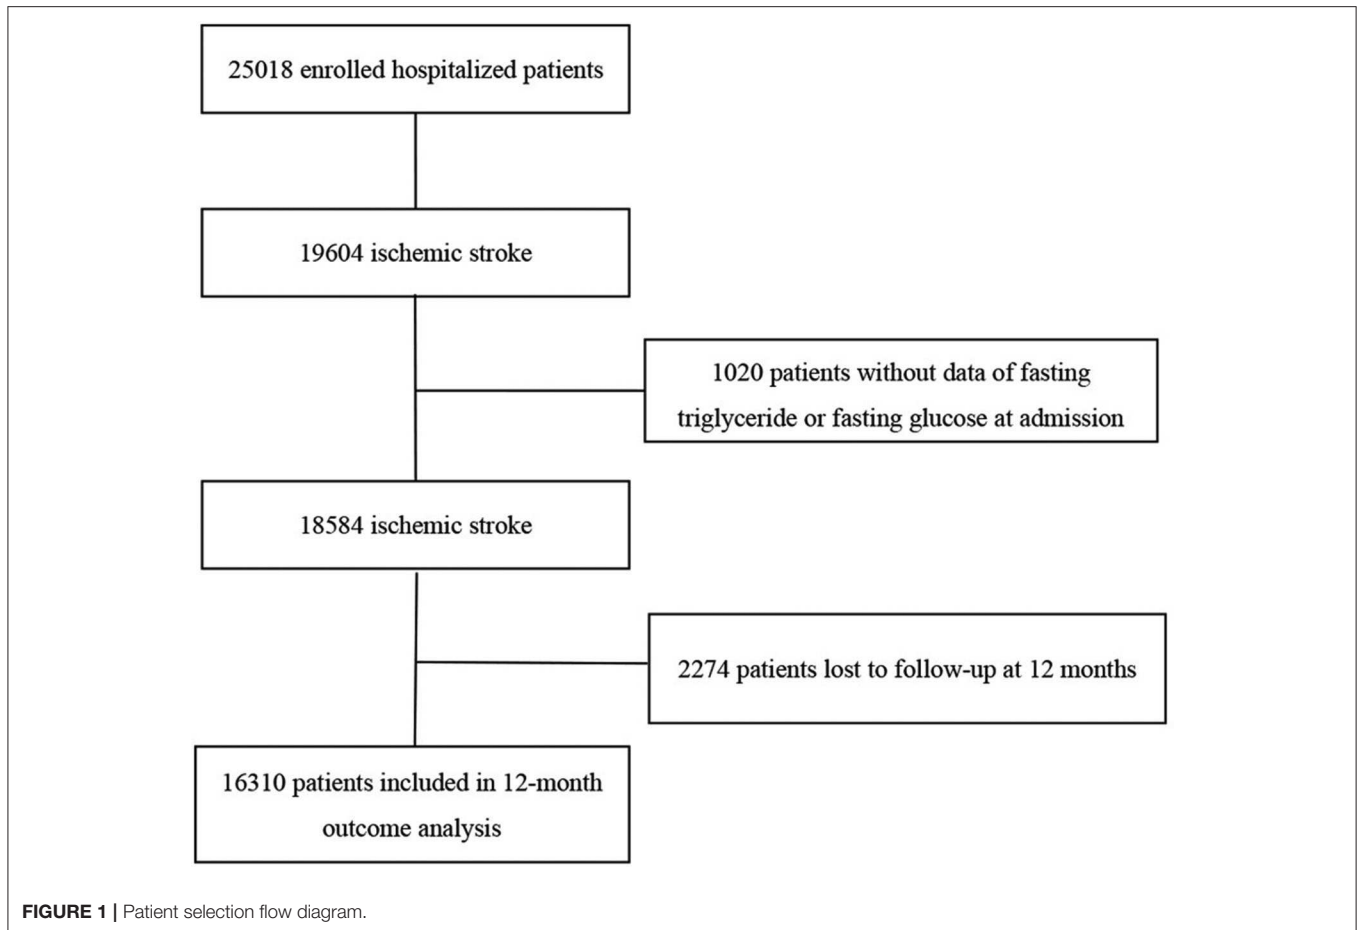 25018 enrolled hospitalized patients
19604 ischemic stroke
1020 patients without data of fasting
triglyceride or fasting glucose at admission
18584 ischemic stroke
2274 patients lost to follow-up at 12 months
16310 patients included in 12-month
outcome analysis
FIGURE 1 | Patient selection flow diagram.